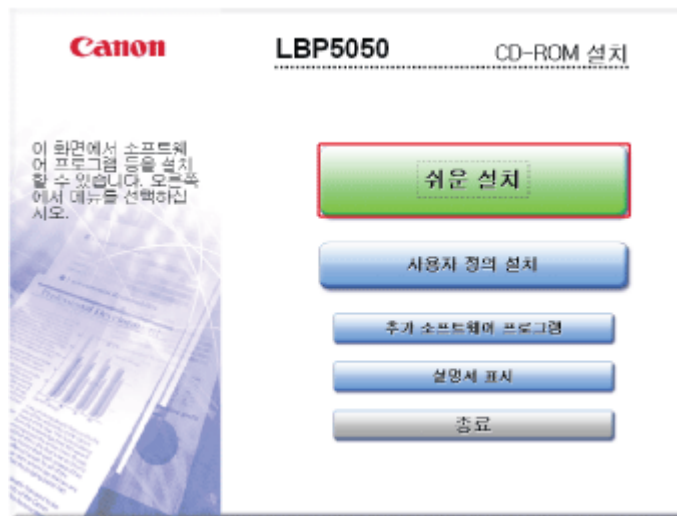 Canon
LBP5050
CD-ROM 설치
이 화면에서 소프트웨
어 프로그램 등을 설치
할 수 있습니다. 오른쪽
에서 메뉴를 선택하십
시오.
쉬운 설치
사용자 정의 설치
추가 소프트웨어 프로그램
설명서 표시
종료